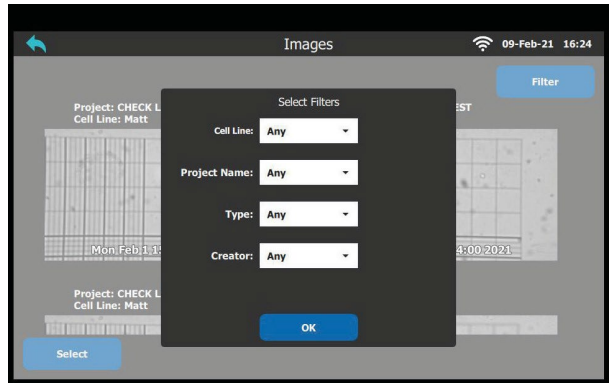 Images
09-Feb-21 16:24
Filter
Project: CHECK L
EST
Cell Line: Matt
Select Filters
Cell Line: Any
Project Name: Any
Type: Any
Creator: Any
OK
Mon Feb 1 1
4:00 2021
Project: CHECK L
Cell Line: Matt
Select